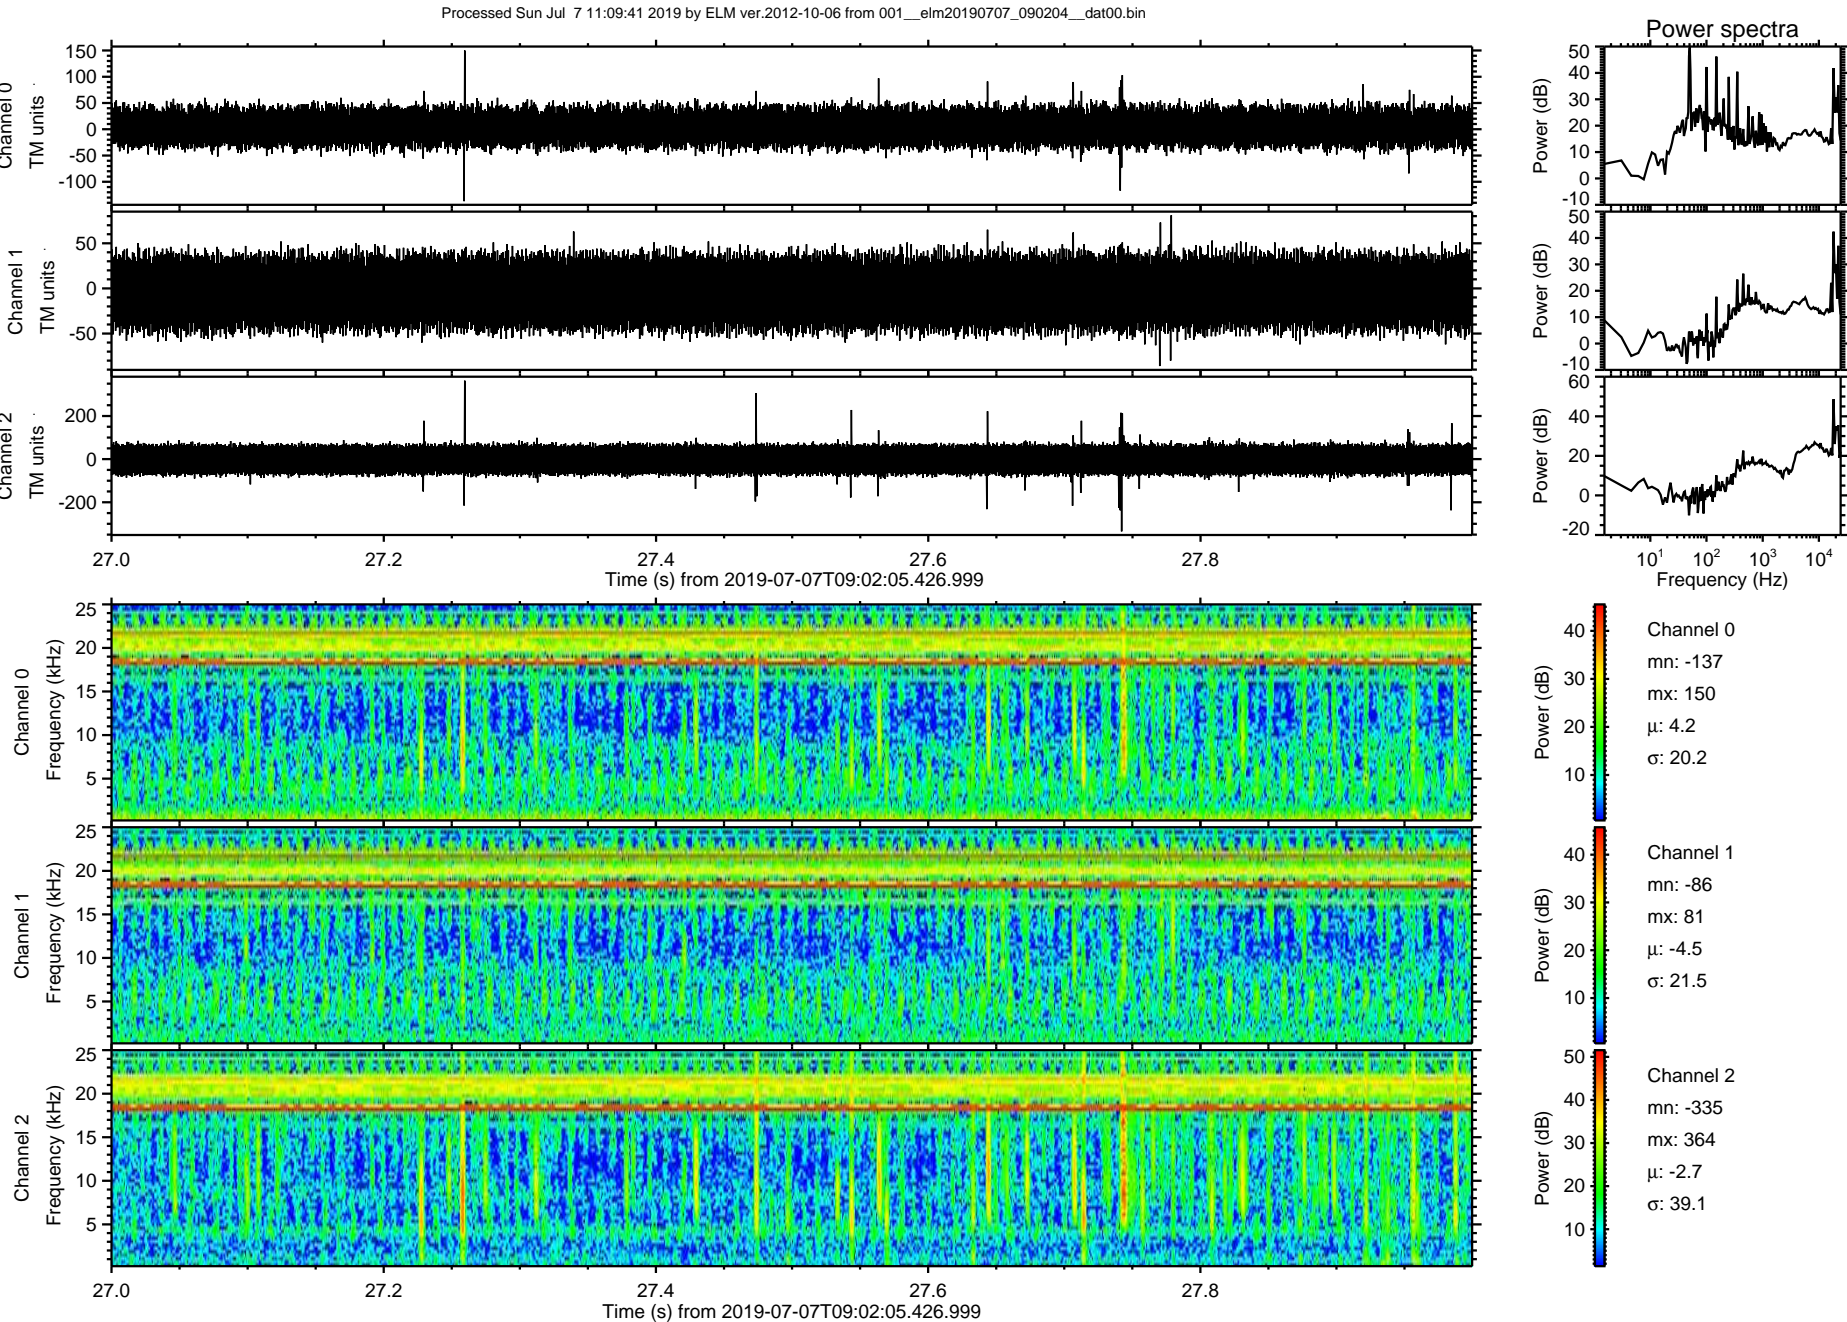 Processed Sun Jul 7 11:09:41 2019 by ELM ver.2012-10-06 from 001__elm20190707_090204__dat00.bin
Power spectra
Channel 0
TM units
150
100
50
0
-50
-100
Power (dB)
50
40
30
20
10
0
-10
Channel 1
TM units
50
0
-50
Power (dB)
50
40
30
20
10
0
-10
Channel 2
TM units
200
0
-200
Power (dB)
60
40
20
0
-20
27.0 27.2 27.4 27.6 27.8
Time (s) from 2019-07-07T09:02:05.426.999
10^1 10^2 10^3 10^4
Frequency (Hz)
Channel 0
Frequency (kHz)
25
20
15
10
5
Power (dB)
40
30
20
10
Channel 0
mn: -137
mx: 150
μ: 4.2
σ: 20.2
Channel 1
Frequency (kHz)
25
20
15
10
5
Power (dB)
40
30
20
10
Channel 1
mn: -86
mx: 81
μ: -4.5
σ: 21.5
Channel 2
Frequency (kHz)
25
20
15
10
5
Power (dB)
50
40
30
20
10
Channel 2
mn: -335
mx: 364
μ: -2.7
σ: 39.1
27.0 27.2 27.4 27.6 27.8
Time (s) from 2019-07-07T09:02:05.426.999